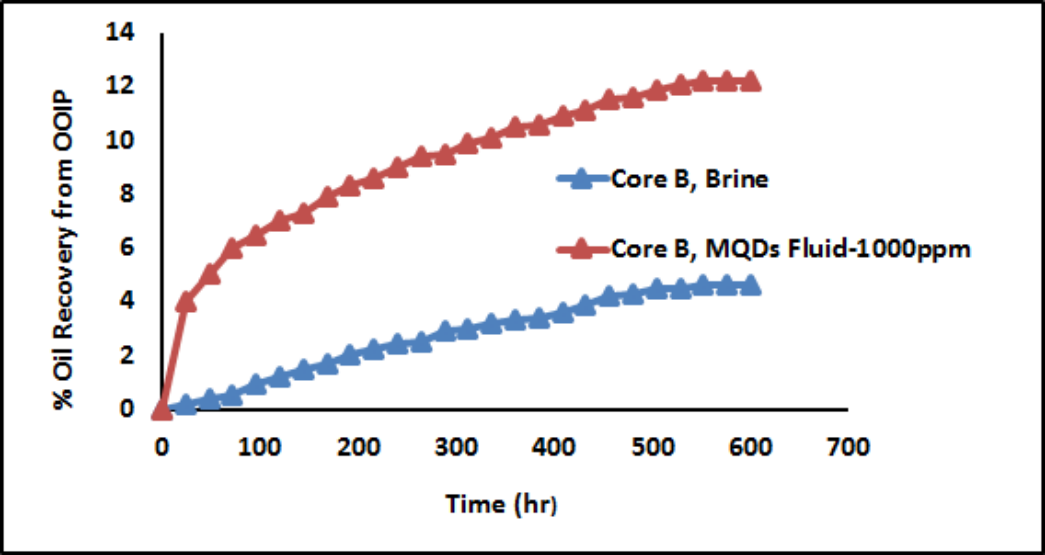 % Oil Recovery from OOIP
14
12
10
8
6
4
2
0
Core B, Brine
Core B, MQDs Fluid-1000ppm
0 100 200 300 400 500 600 700
Time (hr)